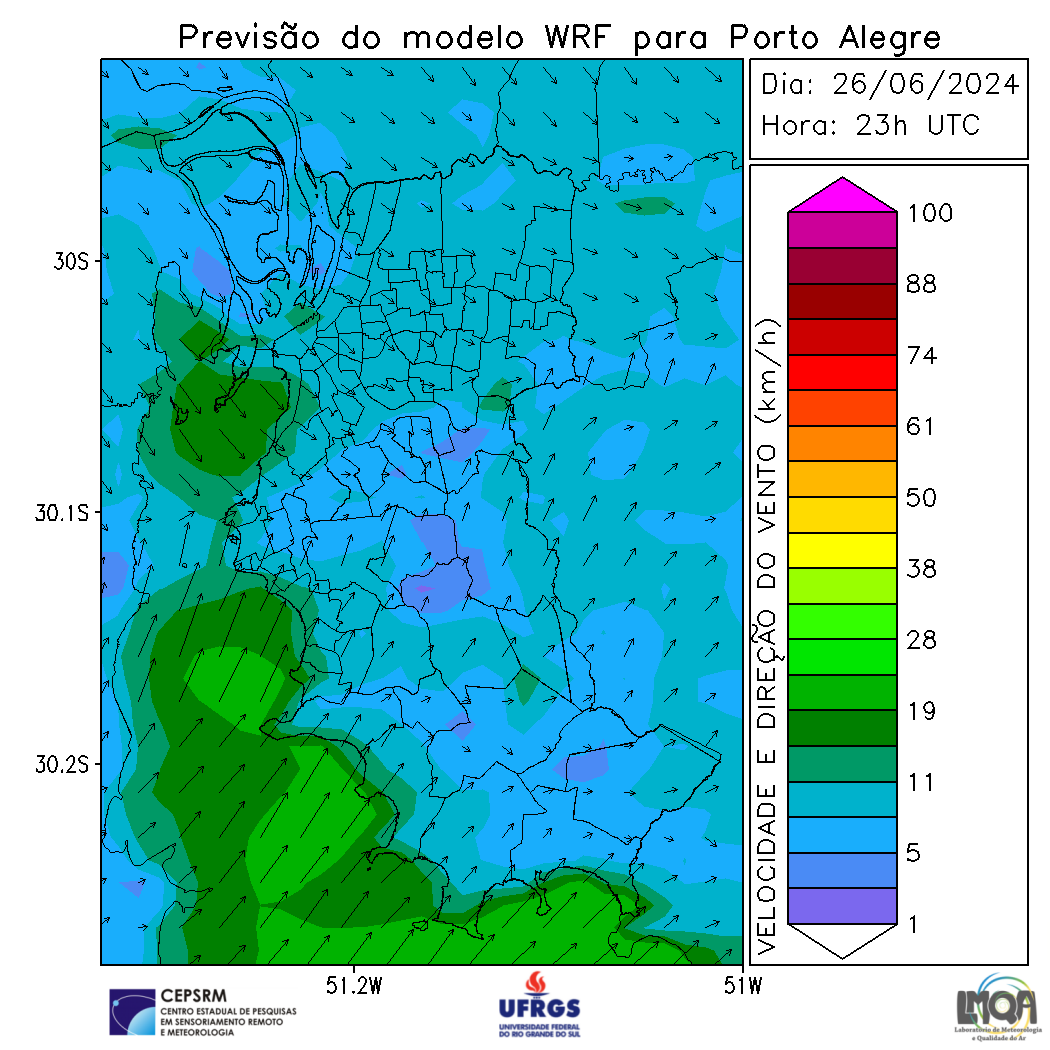 Previsão do modelo WRF para Porto Alegre
Dia: 26/06/2024
Hora: 23h UTC
30S
30.1S
30.2S
51.2W
51W
VELOCIDADE E DIREÇÃO DO VENTO (km/h)
100
88
74
61
50
38
28
19
11
5
1
CEPSRM
CENTRO ESTADUAL DE PESQUISAS
EM SENSORIAMENTO REMOTO
E METEOROLOGIA
UFRGS
UNIVERSIDADE FEDERAL
DO RIO GRANDE DO SUL
LMQA
Laboratório de Meteorologia
e Qualidade do Ar